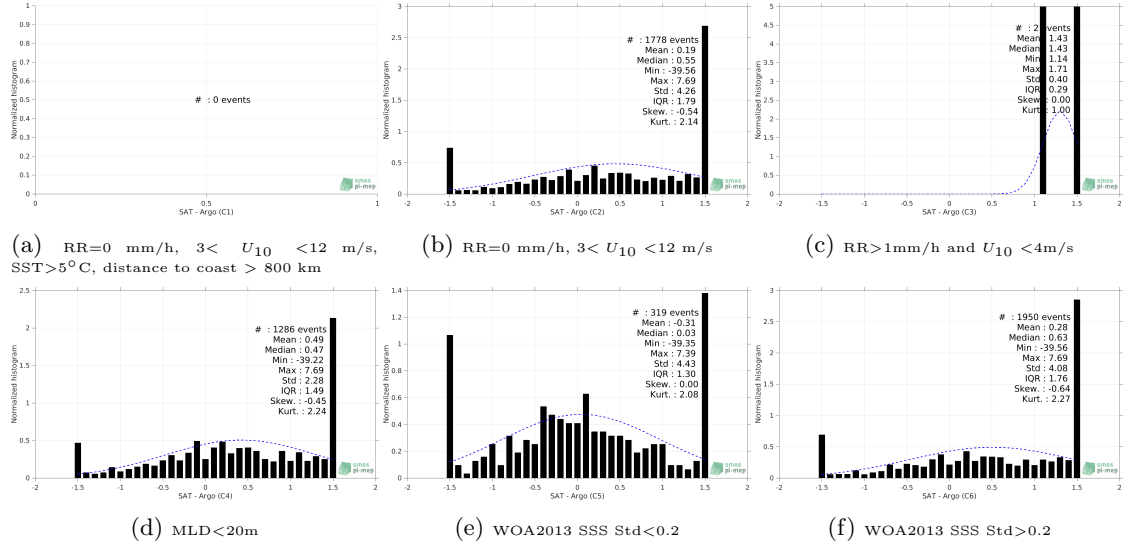 Normalized histogram
1
0.9
0.8
0.7
0.6
0.5
0.4
0.3
0.2
0.1
0
# : 0 events
0 0.5 1
SAT - Argo (C1)
smos
pi-mep
(a) RR=0 mm/h, 3< U10 <12 m/s,
SST>5°C, distance to coast > 800 km
Normalized histogram
3
2.5
2
1.5
1
0.5
0
# : 1778 events
Mean : 0.19
Median : 0.55
Min : -39.56
Max : 7.69
Std : 4.26
IQR : 1.79
Skew. : -0.54
Kurt. : 2.14
-2 -1.5 -1 -0.5 0 0.5 1 1.5 2
SAT - Argo (C2)
smos
pi-mep
(b) RR=0 mm/h, 3< U10 <12 m/s
Normalized histogram
5
4.5
4
3.5
3
2.5
2
1.5
1
0.5
0
# : 2 events
Mean : 1.43
Median : 1.43
Min : 1.14
Max : 1.71
Std : 0.40
IQR : 0.29
Skew. : 0.00
Kurt. : 1.00
-2 -1.5 -1 -0.5 0 0.5 1 1.5 2
SAT - Argo (C3)
smos
pi-mep
(c) RR>1mm/h and U10 <4m/s
Normalized histogram
2.5
2
1.5
1
0.5
0
# : 1286 events
Mean : 0.49
Median : 0.47
Min : -39.22
Max : 7.69
Std : 2.28
IQR : 1.49
Skew. : -0.45
Kurt. : 2.24
-2 -1.5 -1 -0.5 0 0.5 1 1.5 2
SAT - Argo (C4)
smos
pi-mep
(d) MLD<20m
Normalized histogram
1.4
1.2
1
0.8
0.6
0.4
0.2
0
# : 319 events
Mean : -0.31
Median : 0.03
Min : -39.35
Max : 7.39
Std : 4.43
IQR : 1.30
Skew. : 0.00
Kurt. : 2.08
-2 -1.5 -1 -0.5 0 0.5 1 1.5 2
SAT - Argo (C5)
smos
pi-mep
(e) WOA2013 SSS Std<0.2
Normalized histogram
3
2.5
2
1.5
1
0.5
0
# : 1950 events
Mean : 0.28
Median : 0.63
Min : -39.56
Max : 7.69
Std : 4.08
IQR : 1.76
Skew. : -0.64
Kurt. : 2.27
-2 -1.5 -1 -0.5 0 0.5 1 1.5 2
SAT - Argo (C6)
smos
pi-mep
(f) WOA2013 SSS Std>0.2